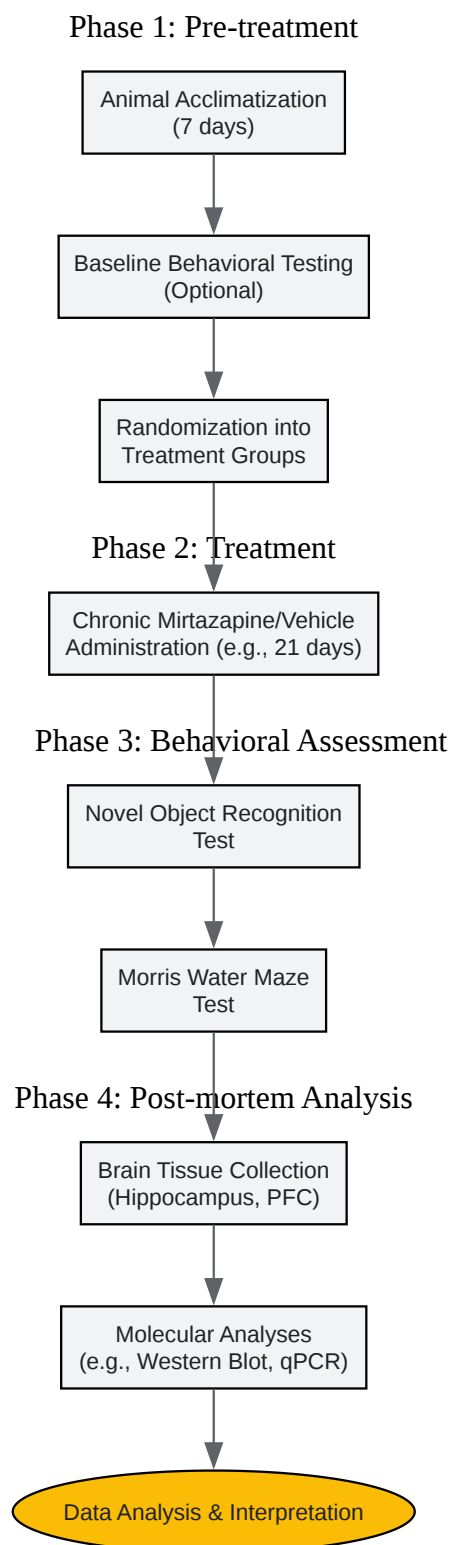 Phase 1: Pre-treatment
Animal Acclimatization
(7 days)
Baseline Behavioral Testing
(Optional)
Randomization into
Treatment Groups
Phase 2: Treatment
Chronic Mirtazapine/Vehicle
Administration (e.g., 21 days)
Phase 3: Behavioral Assessment
Novel Object Recognition
Test
Morris Water Maze
Test
Phase 4: Post-mortem Analysis
Brain Tissue Collection
(Hippocampus, PFC)
Molecular Analyses
(e.g., Western Blot, qPCR)
Data Analysis & Interpretation